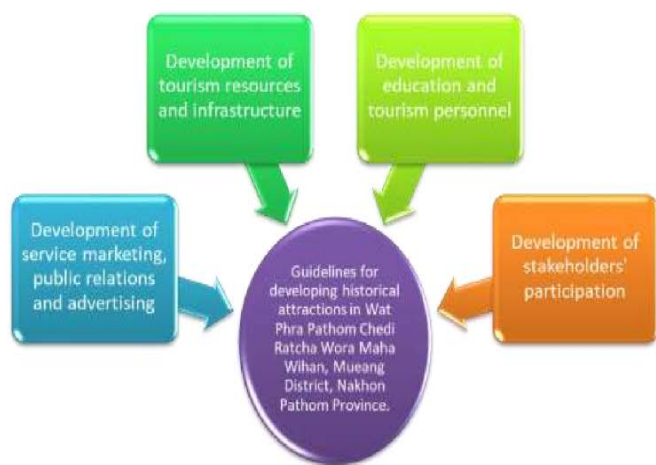 Development of
tourism resources
and infrastructure
Development of
education and
tourism personnel
Development of
service marketing,
public relations
and advertising
Development of
stakeholders'
participation
Guidelines for
developing historical
attractions in Wat
Phra Pathom Chedi
Ratcha Wora Maha
Wihan, Mueang
District, Nakhon
Pathom Province.